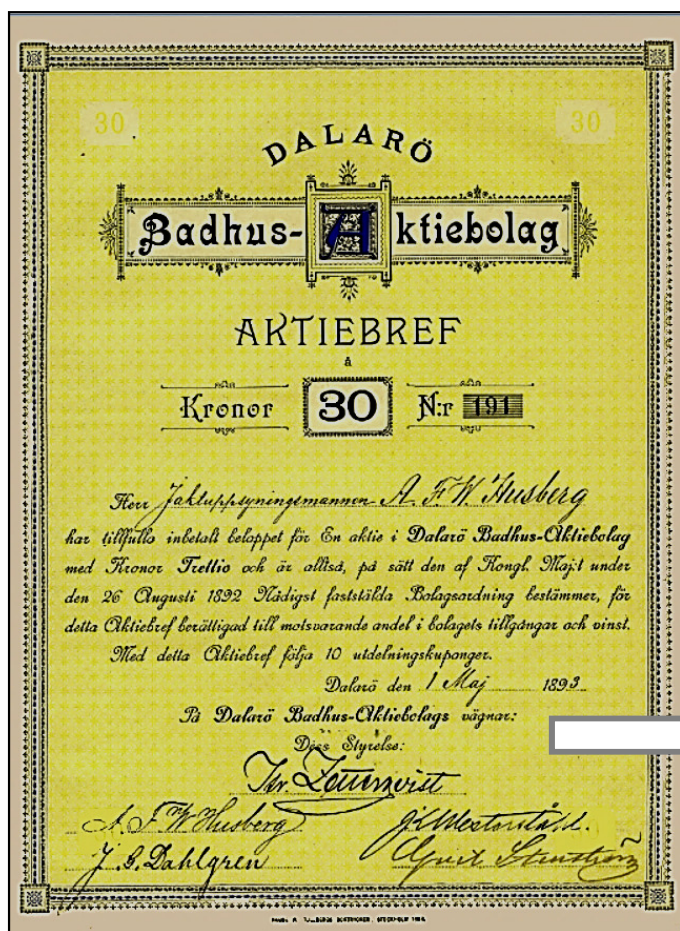 30 30
DALARÖ
Badhus-Aktiebolag
AKTIEBREF
à
Kronor 30 N:r 191
Herr Jaktuppsyningsmannen A. F. W. Husberg
har tillfullo inbetalt beloppet för En aktie i Dalarö Badhus-Aktiebolag
med Kronor Trettio och är alltså, på sätt den af Kongl. Maj:t under
den 26 Augusti 1892 Nådigst fastställda Bolagsordning bestämmer, för
detta Aktiebref berättigad till motsvarande andel i bolagets tillgångar och vinst.
Med detta Aktiebref följa 10 utdelningskuponger.
Dalarö den 1 Maj 1893
På Dalarö Badhus-Aktiebolags vägnar:
Dess Styrelse:
Zetterqvist
A. F. W. Husberg
J. G. Dahlgren